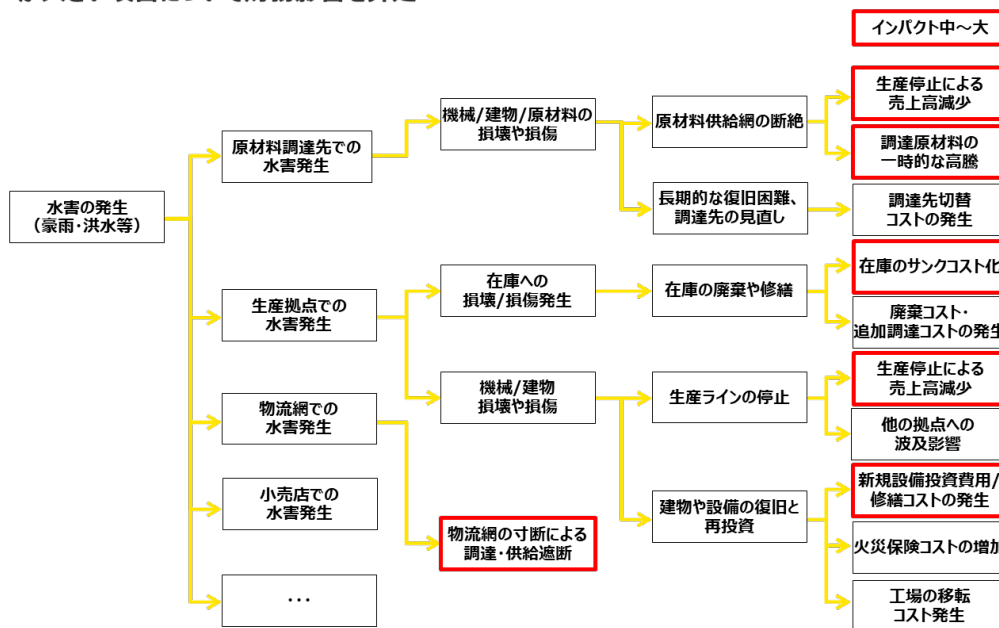 インパクト中～大
生産停止による
売上高減少
機械/建物/原材料の
損壊や損傷
原材料供給網の断絶
原材料調達先での
水害発生
調達原材料の
一時的な高騰
水害の発生
（豪雨・洪水等）
長期的な復旧困難、
調達先の見直し
調達先切替
コストの発生
生産拠点での
水害発生
在庫への
損壊/損傷発生
在庫の廃棄や修繕
在庫のサンクコスト化
廃棄コスト・
追加調達コストの発生
機械/建物
損壊や損傷
生産ラインの停止
生産停止による
売上高減少
物流網での
水害発生
他の拠点への
波及影響
小売店での
水害発生
物流網の寸断による
調達・供給遮断
建物や設備の復旧と
再投資
新規設備投資費用/
修繕コストの発生
火災保険コストの増加
・・・
工場の移転
コスト発生